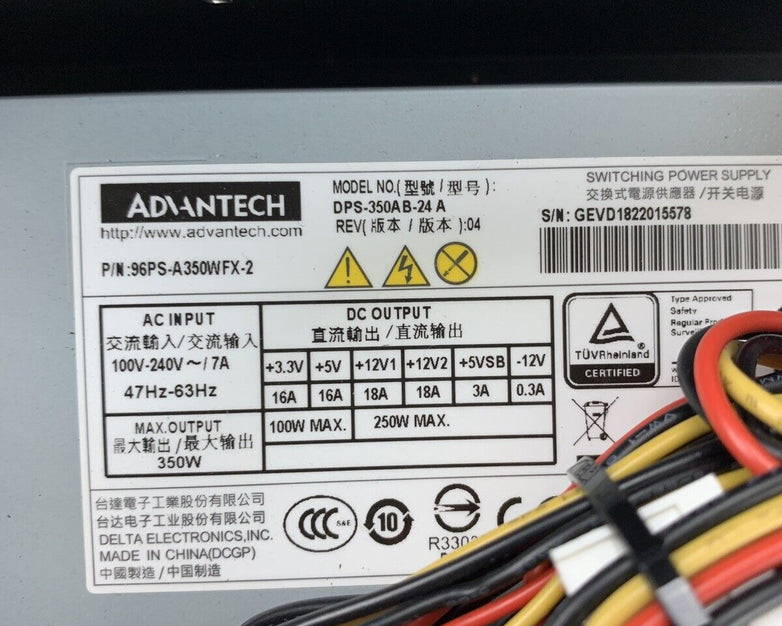 ADVANTECH
http://www.advantech.com
P/N:96PS-A350WFX-2
MODEL NO.(型號 / 型号):
DPS-350AB-24 A
REV(版本 / 版本):04
SWITCHING POWER SUPPLY
交換式電源供應器 / 开关电源
S/N: GEVD1822015578
AC INPUT
交流輸入/交流输入
100V-240V～/ 7A
47Hz-63Hz
DC OUTPUT
直流輸出 / 直流输出
+3.3V +5V +12V1 +12V2 +5VSB -12V
16A 16A 18A 18A 3A 0.3A
MAX.OUTPUT
最大輸出 / 最大输出
350W
100W MAX. 250W MAX.
TÜVRheinland
CERTIFIED
Type Approved
Safety
Regular
台達電子工業股份有限公司
台达电子工业股份有限公司
DELTA ELECTRONICS,INC.
MADE IN CHINA(DCGP)
中國製造 / 中国制造
CCC S&E
10